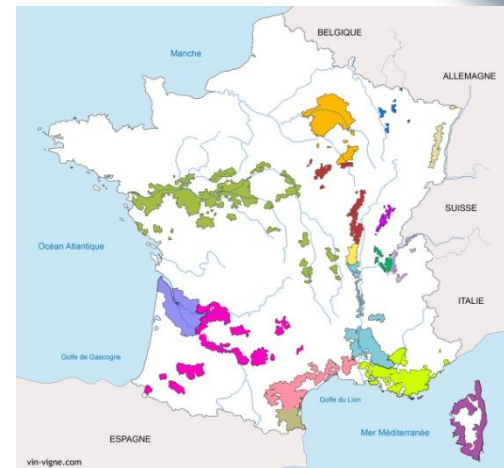 BELGIQUE
Manche
ALLEMAGNE
SUISSE
Océan Atlantique
ITALIE
Golfe de Gascogne
Golfe du Lion
Mer Méditerranée
ESPAGNE
vin-vigne.com